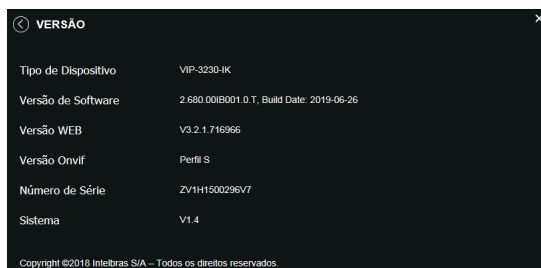 VERSÃO
Tipo de Dispositivo VIP-3230-IK
Versão de Software 2.680.00IB001.0.T, Build Date: 2019-06-26
Versão WEB V3.2.1.716966
Versão Onvif Perfil S
Número de Série ZV1H1500296V7
Sistema V1.4
Copyright ©2018 Intelbras S/A – Todos os direitos reservados.